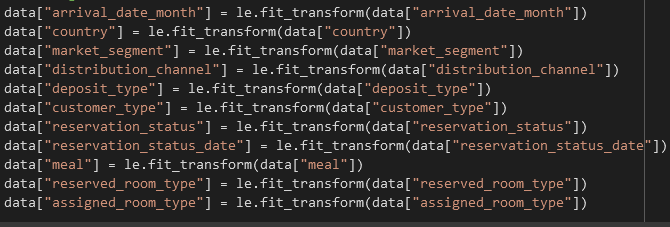 data["arrival_date_month"] = le.fit_transform(data["arrival_date_month"])
data["country"] = le.fit_transform(data["country"])
data["market_segment"] = le.fit_transform(data["market_segment"])
data["distribution_channel"] = le.fit_transform(data["distribution_channel"])
data["deposit_type"] = le.fit_transform(data["deposit_type"])
data["customer_type"] = le.fit_transform(data["customer_type"])
data["reservation_status"] = le.fit_transform(data["reservation_status"])
data["reservation_status_date"] = le.fit_transform(data["reservation_status_date"])
data["meal"] = le.fit_transform(data["meal"])
data["reserved_room_type"] = le.fit_transform(data["reserved_room_type"])
data["assigned_room_type"] = le.fit_transform(data["assigned_room_type"])